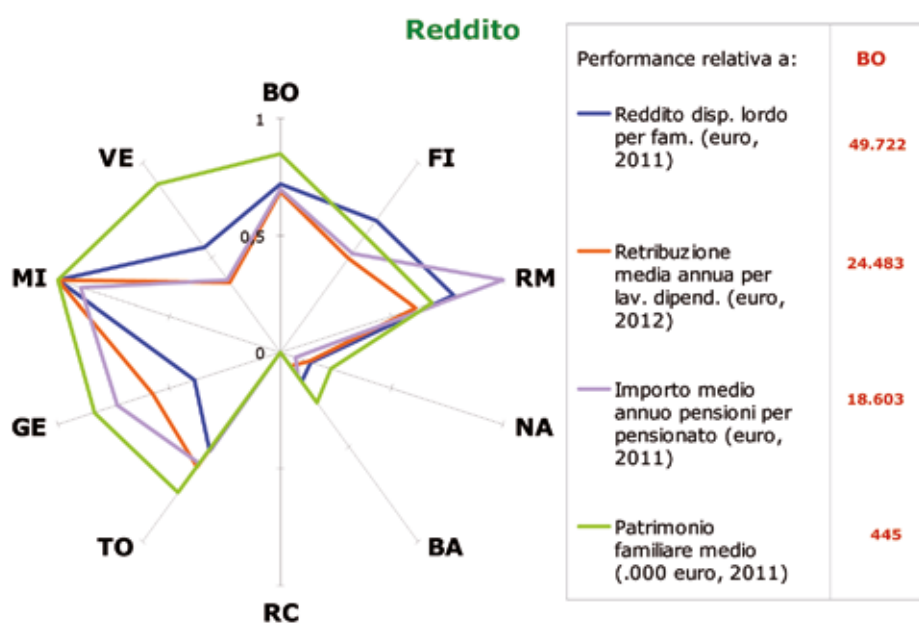 Reddito
BO
1
VE
FI
0,5
MI
RM
0
GE
NA
TO
BA
RC
Performance relativa a:
BO
Reddito disp. lordo
per fam. (euro,
2011)
49.722
Retribuzione
media annua per
lav. dipend. (euro,
2012)
24.483
Importo medio
annuo pensioni per
pensionato (euro,
2011)
18.603
Patrimonio
familiare medio
(.000 euro, 2011)
445